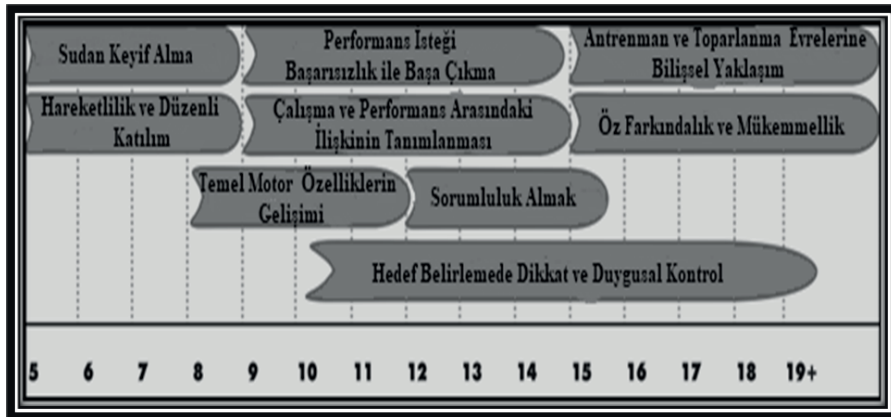 Sudan Keyif Alma
Performans İsteği
Başarısızlık ile Başa Çıkma
Antrenman ve Toparlanma Evrelerine
Bilişsel Yaklaşım
Hareketlilik ve Düzenli
Katılım
Çalışma ve Performans Arasındaki
İlişkinin Tanımlanması
Öz Farkındalık ve Mükemmellik
Temel Motor Özelliklerin
Gelişimi
Sorumluluk Almak
Hedef Belirlemede Dikkat ve Duygusal Kontrol
5 6 7 8 9 10 11 12 13 14 15 16 17 18 19+